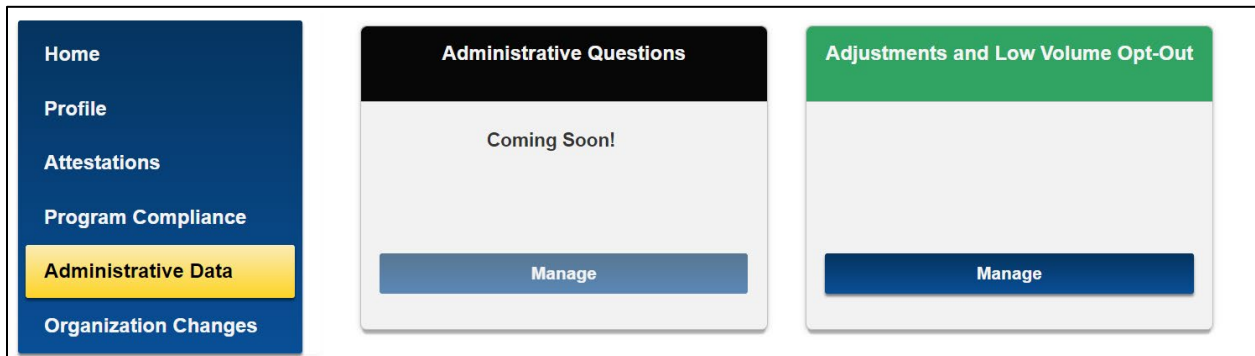 Home
Profile
Attestations
Program Compliance
Administrative Data
Organization Changes
Administrative Questions
Coming Soon!
Manage
Adjustments and Low Volume Opt-Out
Manage